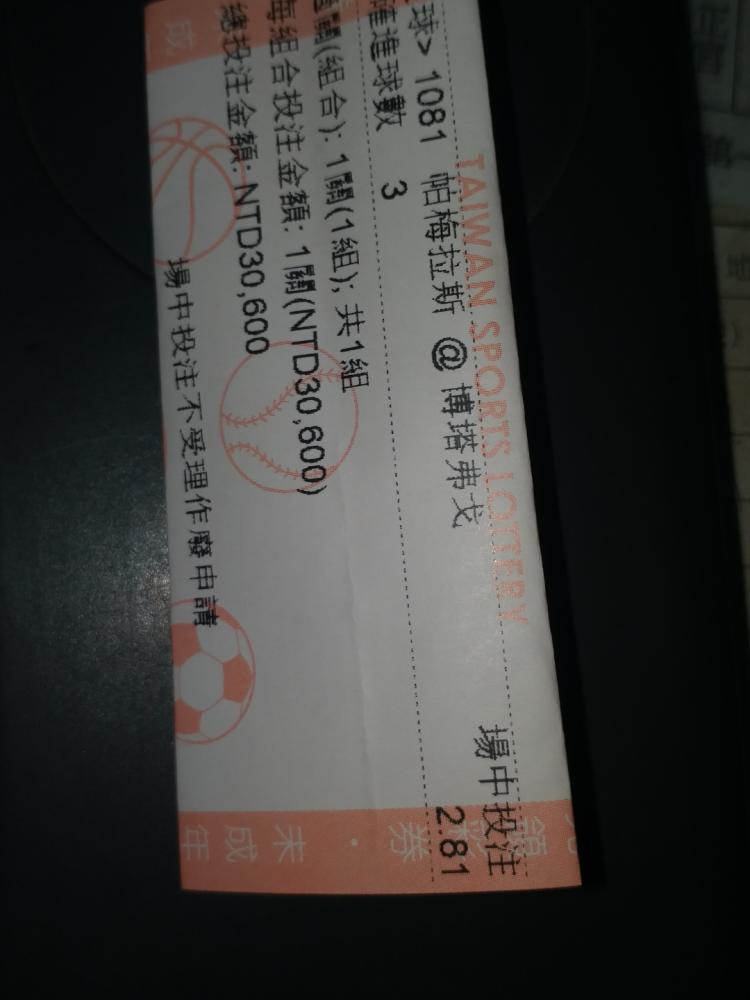 TAIWAN SPORTS LOTTERY
場中投注
球> 1081 帕梅拉斯 @ 博塔弗戈 2.81
進球數 3
(組合): 1關(1組); 共1組
每組合投注金額: 1關(NTD30,600)
總投注金額: NTD30,600
場中投注不受理作廢申請
券 · 未成年
成